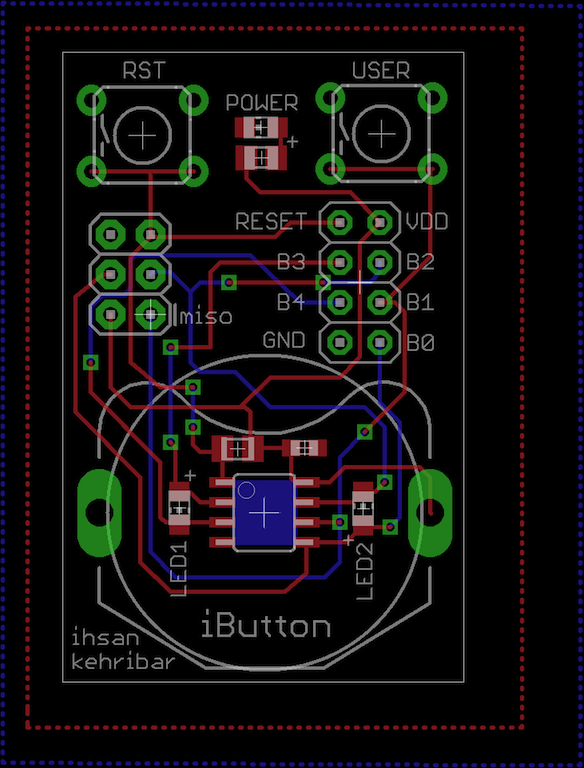 RST
USER
POWER
+
RESET
VDD
B3
B2
B4
B1
miso
GND
B0
+
LED1
LED2
+
iButton
ihsan
kehribar